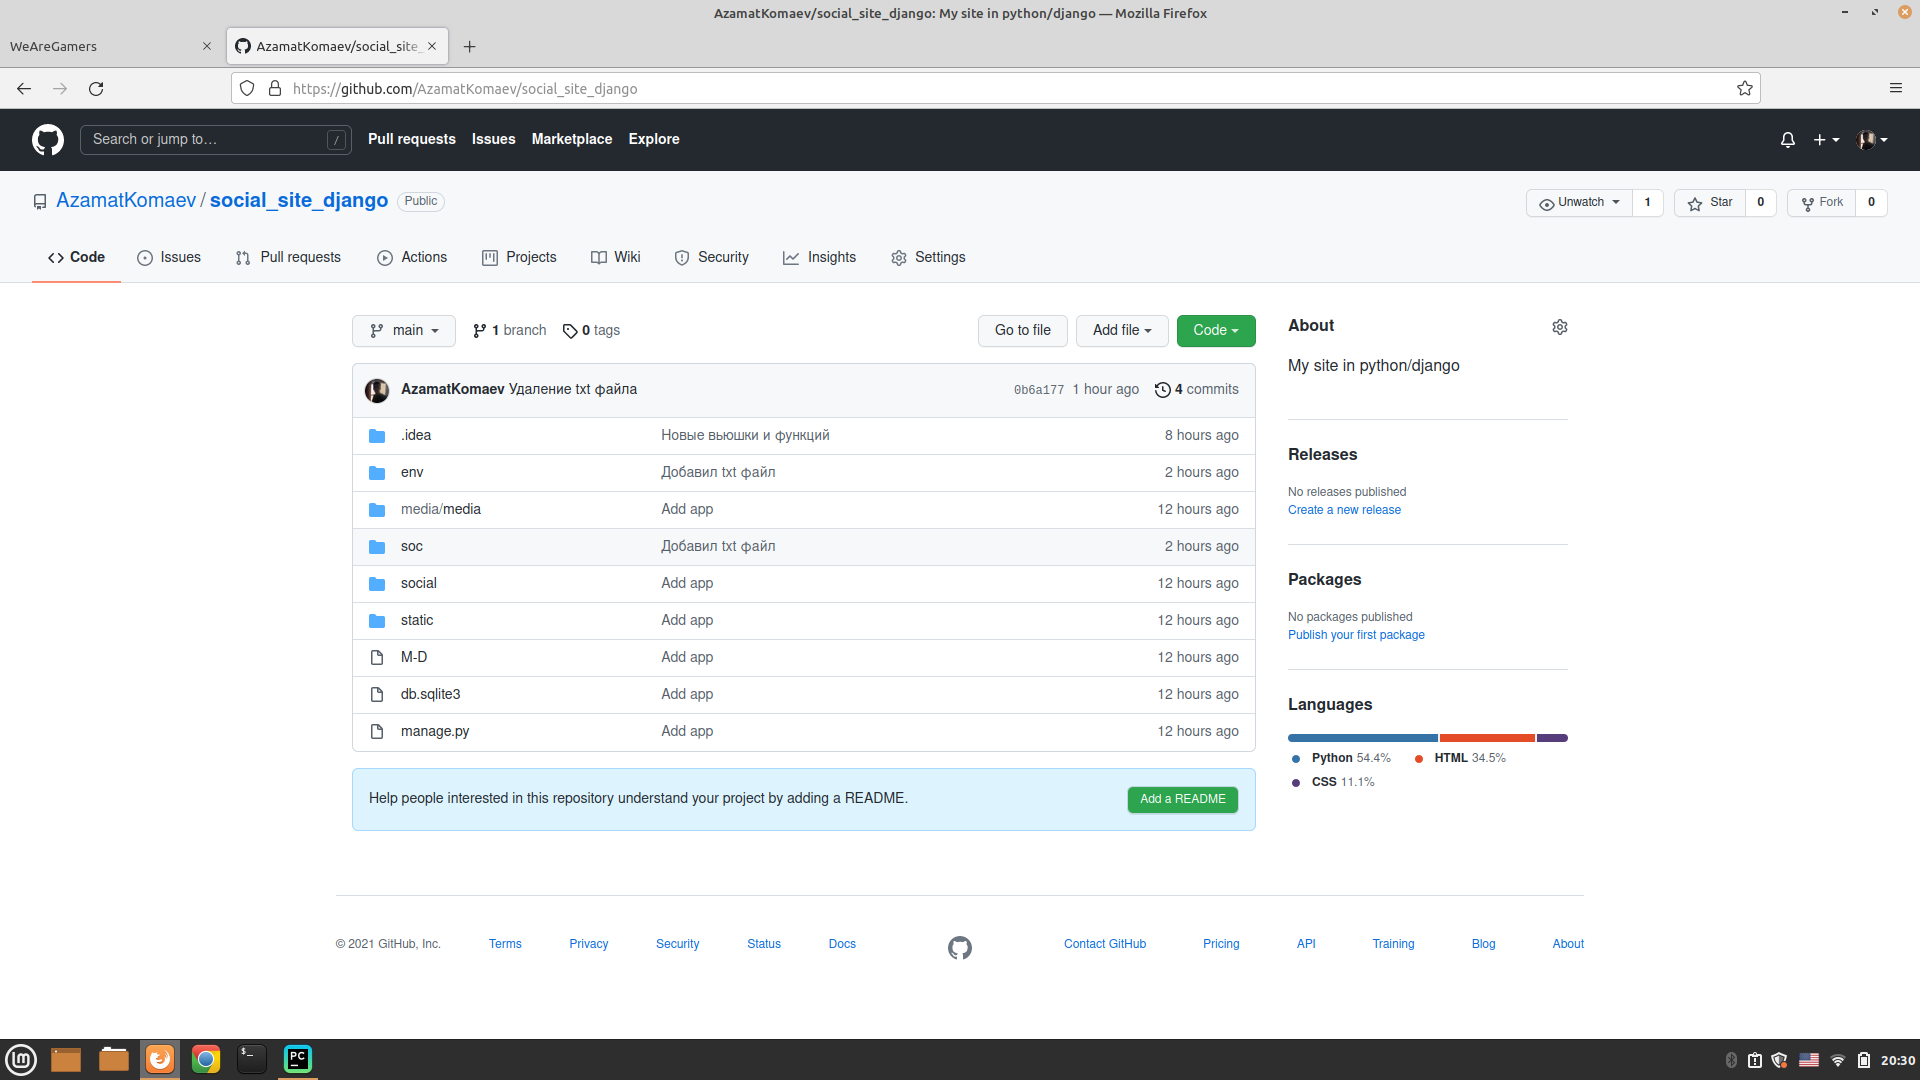 AzamatKomaev/social_site_django: My site in python/django — Mozilla Firefox
WeAreGamers
AzamatKomaev/social_site_
https://github.com/AzamatKomaev/social_site_django
Search or jump to…
/
Pull requests
Issues
Marketplace
Explore
AzamatKomaev / social_site_django
Public
Unwatch
1
Star
0
Fork
0
Code
Issues
Pull requests
Actions
Projects
Wiki
Security
Insights
Settings
main
1 branch
0 tags
Go to file
Add file
Code
AzamatKomaev Удаление txt файла
0b6a177 1 hour ago
4 commits
.idea Новые вьюшки и функций 8 hours ago
env Добавил txt файл 2 hours ago
media/media Add app 12 hours ago
soc Добавил txt файл 2 hours ago
social Add app 12 hours ago
static Add app 12 hours ago
M-D Add app 12 hours ago
db.sqlite3 Add app 12 hours ago
manage.py Add app 12 hours ago
Help people interested in this repository understand your project by adding a README.
Add a README
About
My site in python/django
Releases
No releases published
Create a new release
Packages
No packages published
Publish your first package
Languages
Python 54.4%
HTML 34.5%
CSS 11.1%
© 2021 GitHub, Inc.
Terms
Privacy
Security
Status
Docs
Contact GitHub
Pricing
API
Training
Blog
About
PC
20:30